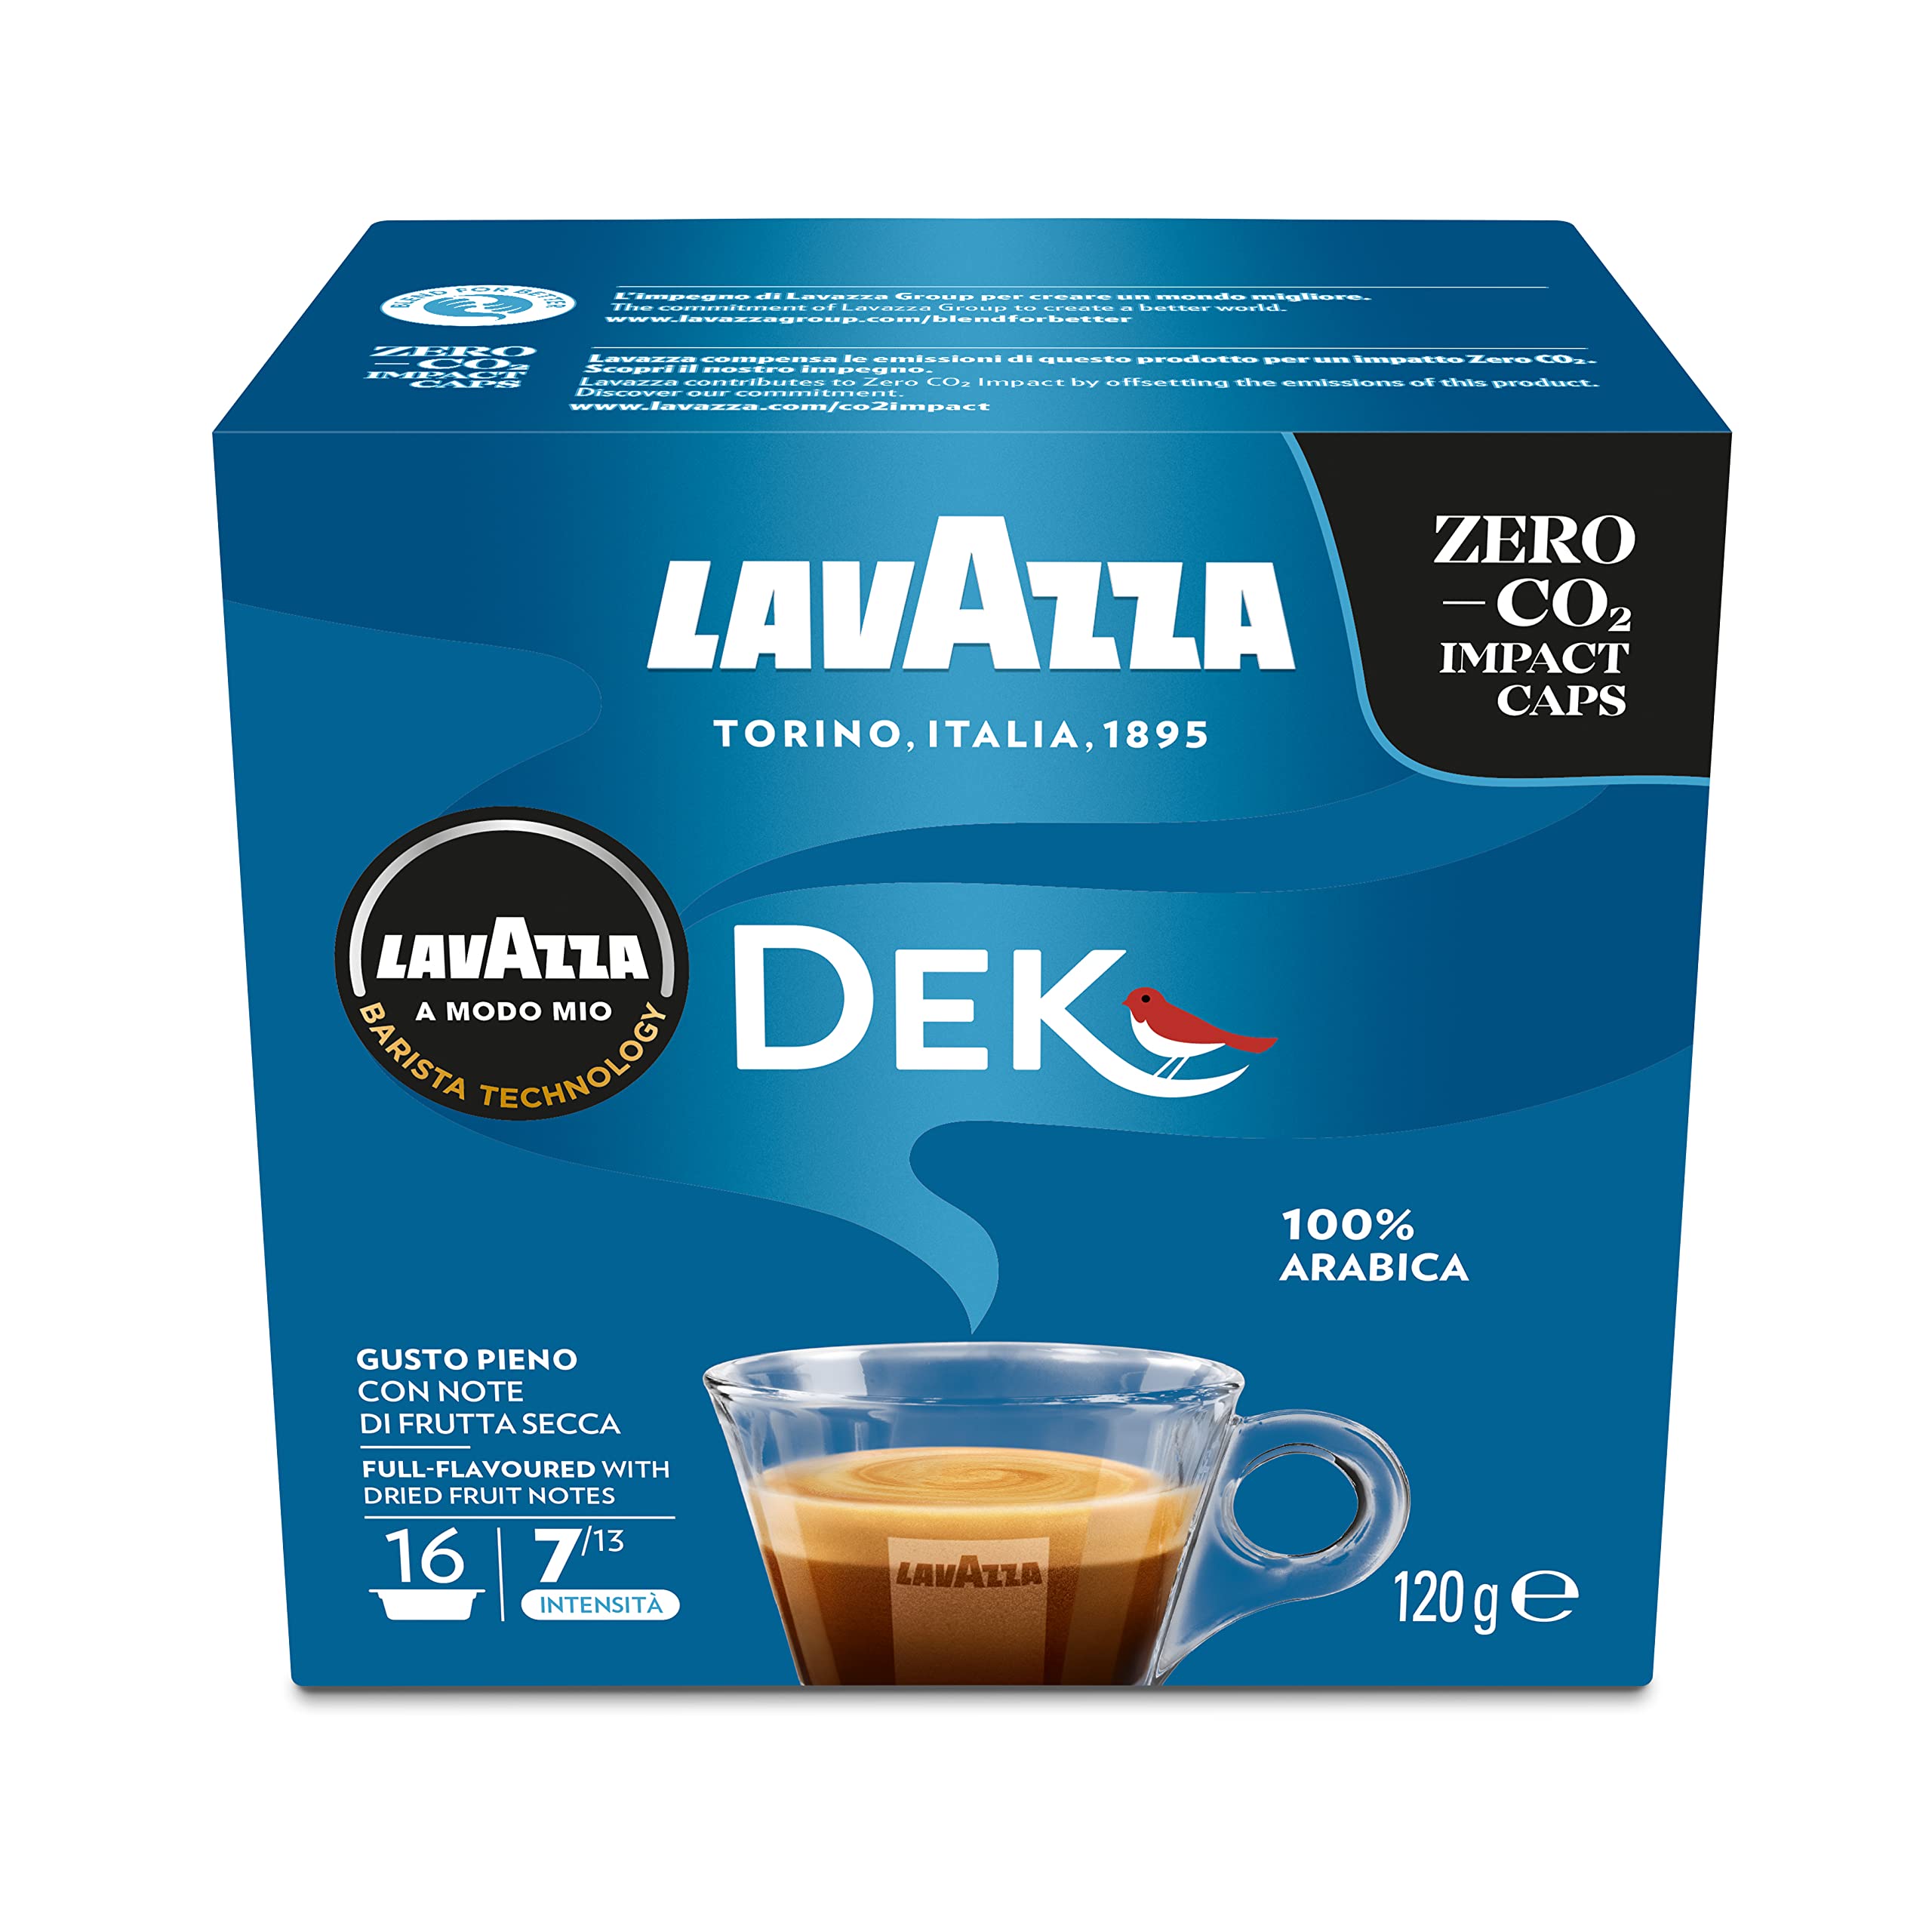 BLEND FOR BETTER
L'impegno di Lavazza Group per creare un mondo migliore.
The commitment of Lavazza Group to create a better world.
www.lavazzagroup.com/blendforbetter
ZERO
—CO₂
IMPACT
CAPS
Lavazza compensa le emissioni di questo prodotto per un impatto Zero CO₂.
Scopri il nostro impegno.
Lavazza contributes to Zero CO₂ Impact by offsetting the emissions of this product.
Discover our commitment.
www.lavazza.com/co2impact
LAVAZZA
TORINO, ITALIA, 1895
ZERO
—CO₂
IMPACT
CAPS
LAVAZZA
A MODO MIO
BARISTA TECHNOLOGY
DEK
100%
ARABICA
GUSTO PIENO
CON NOTE
DI FRUTTA SECCA
FULL-FLAVOURED WITH
DRIED FRUIT NOTES
16
7/13
INTENSITÀ
LAVAZZA
120 g ℮